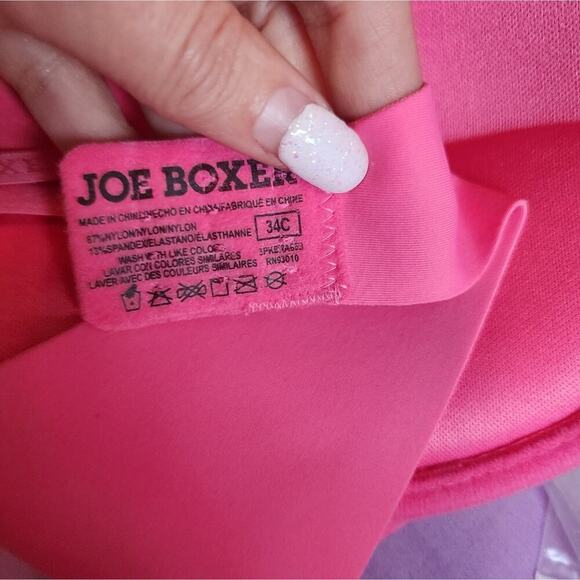 JOE BOXER
MADE IN CHINA/HECHO EN CHINA/FABRIQUÉ EN CHINE
87%NYLON/NYLON/NYLON
13%SPANDEX/ELASTANO/ÉLASTHANNE
34C
WASH WITH LIKE COLORS
LAVAR CON COLORES SIMILARES
LAVER AVEC DES COULEURS SIMILAIRES
RN93010